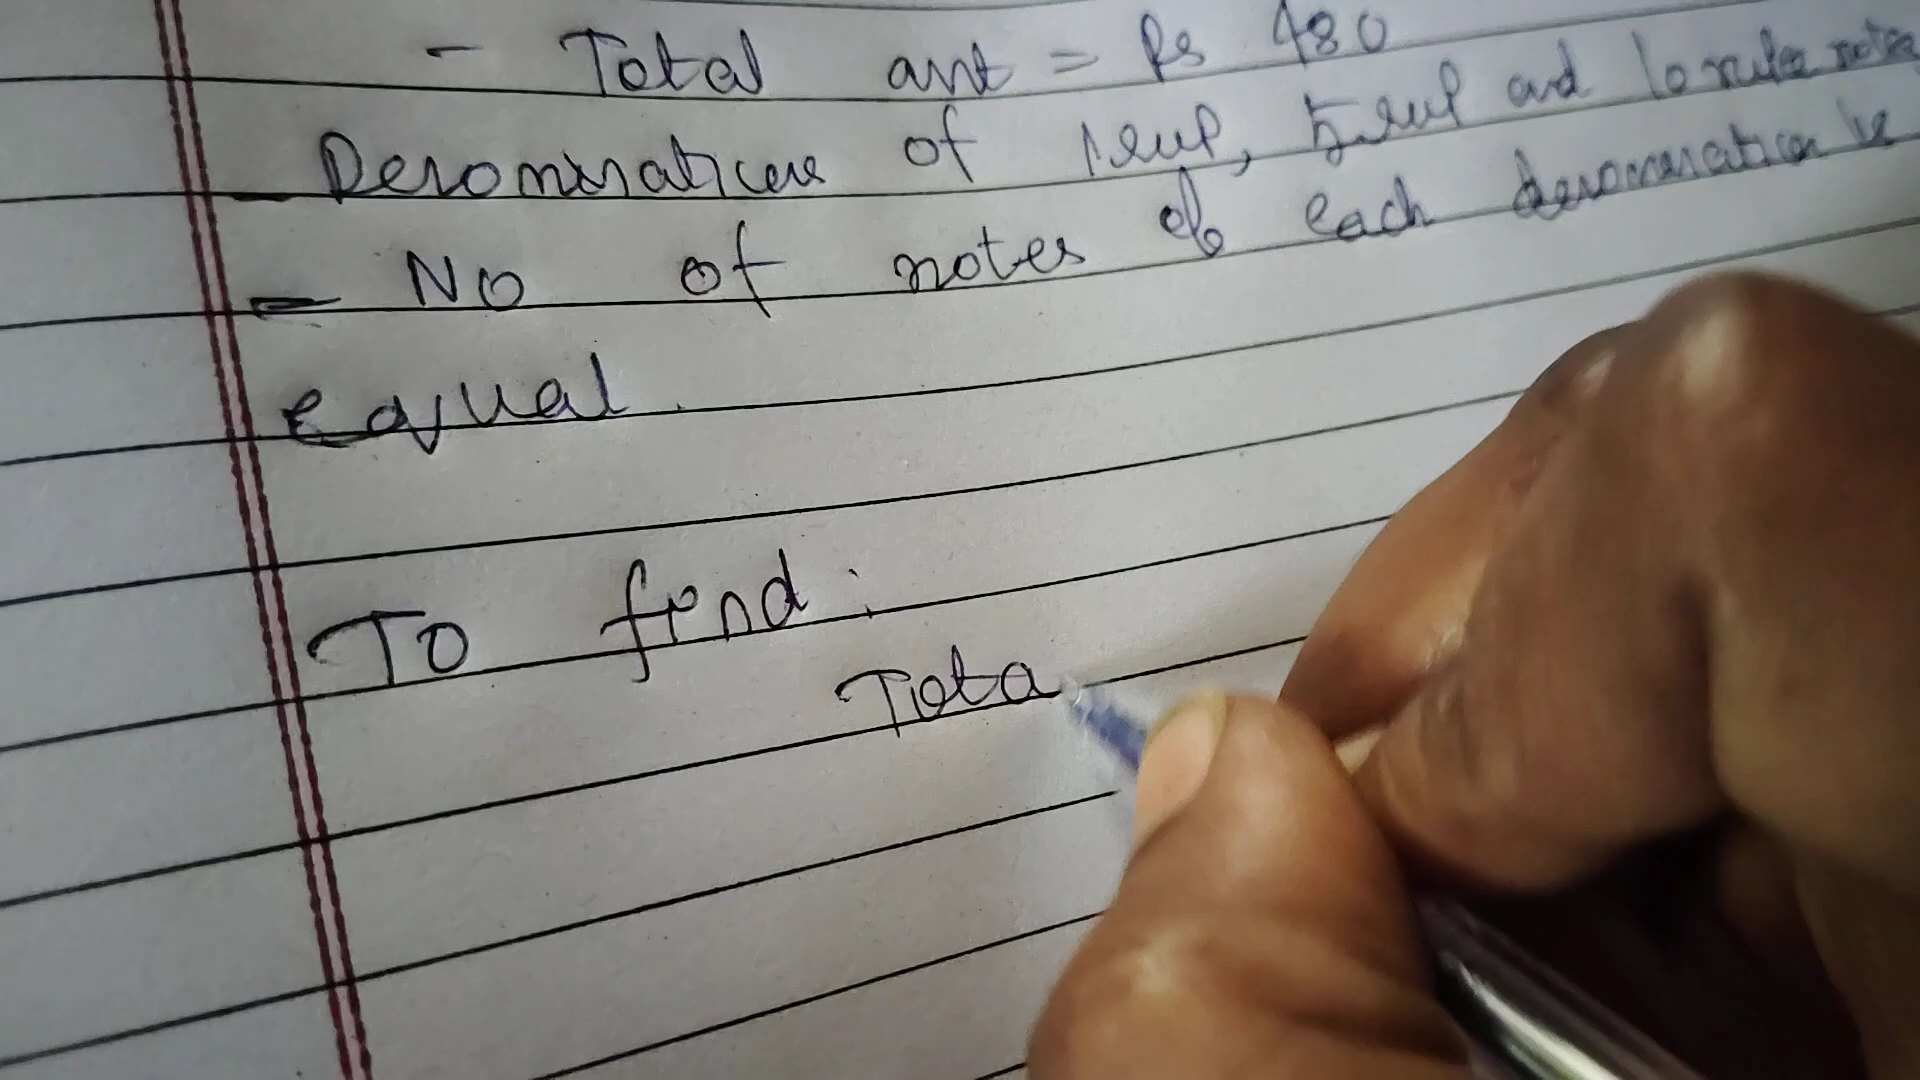 - Total amt = Rs 480
- Denominations of 1 rup, 5 rup and 10 rupee notes
- No of notes of each denomination is
equal.
To find:
Tota